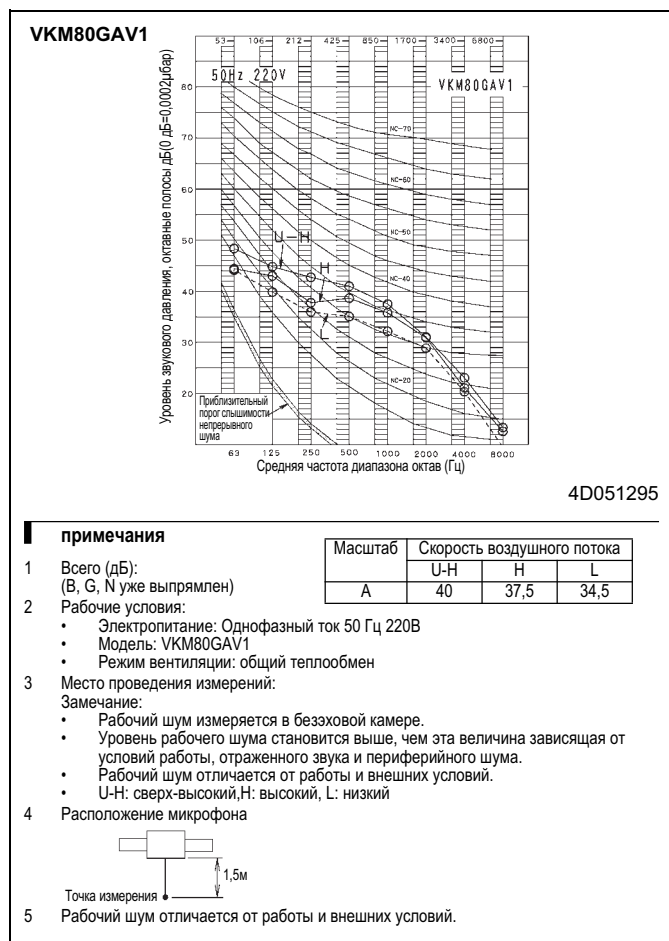 VKM80GAV1
53 106 212 425 850 1700 3400 6800
50Hz 220V
VKM80GAV1
Уровень звукового давления, октавные полосы дБ(0 дБ=0,0002µбар)
80
70
60
50
40
30
20
NC-70
NC-60
NC-50
NC-40
NC-20
U-H
H
L
Приблизительный
порог слышимости
непрерывного
шума
63 125 250 500 1000 2000 4000 8000
Средняя частота диапазона октав (Гц)
4D051295
примечания
Масштаб Скорость воздушного потока
U-H H L
A 40 37,5 34,5
1 Всего (дБ):
(B, G, N уже выпрямлен)
2 Рабочие условия:
• Электропитание: Однофазный ток 50 Гц 220В
• Модель: VKM80GAV1
• Режим вентиляции: общий теплообмен
3 Место проведения измерений:
Замечание:
• Рабочий шум измеряется в безэховой камере.
• Уровень рабочего шума становится выше, чем эта величина зависящая от
условий работы, отраженного звука и периферийного шума.
• Рабочий шум отличается от работы и внешних условий.
• U-H: сверх-высокий,H: высокий, L: низкий
4 Расположение микрофона
1,5м
Точка измерения
5 Рабочий шум отличается от работы и внешних условий.